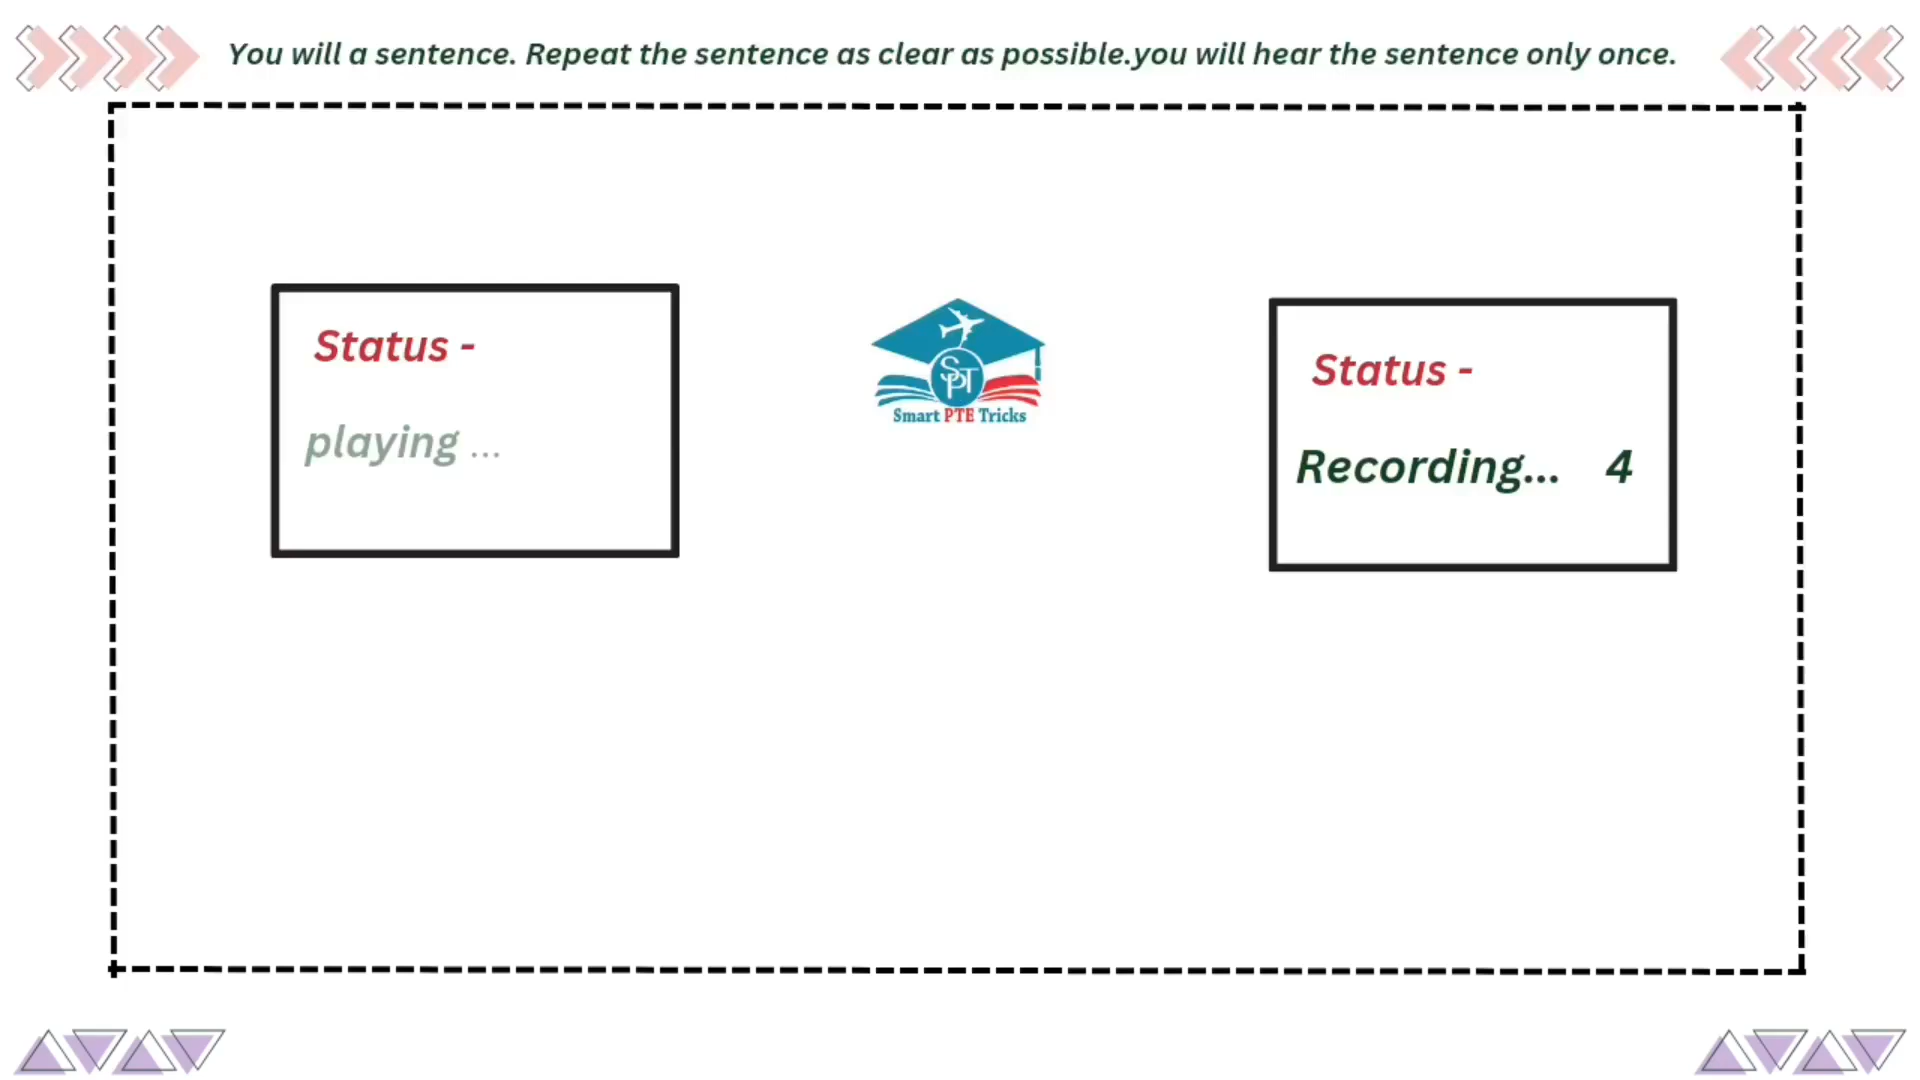 You will a sentence. Repeat the sentence as clear as possible.you will hear the sentence only once.
Status -
playing ...
SPT
Smart PTE Tricks
Status -
Recording... 4